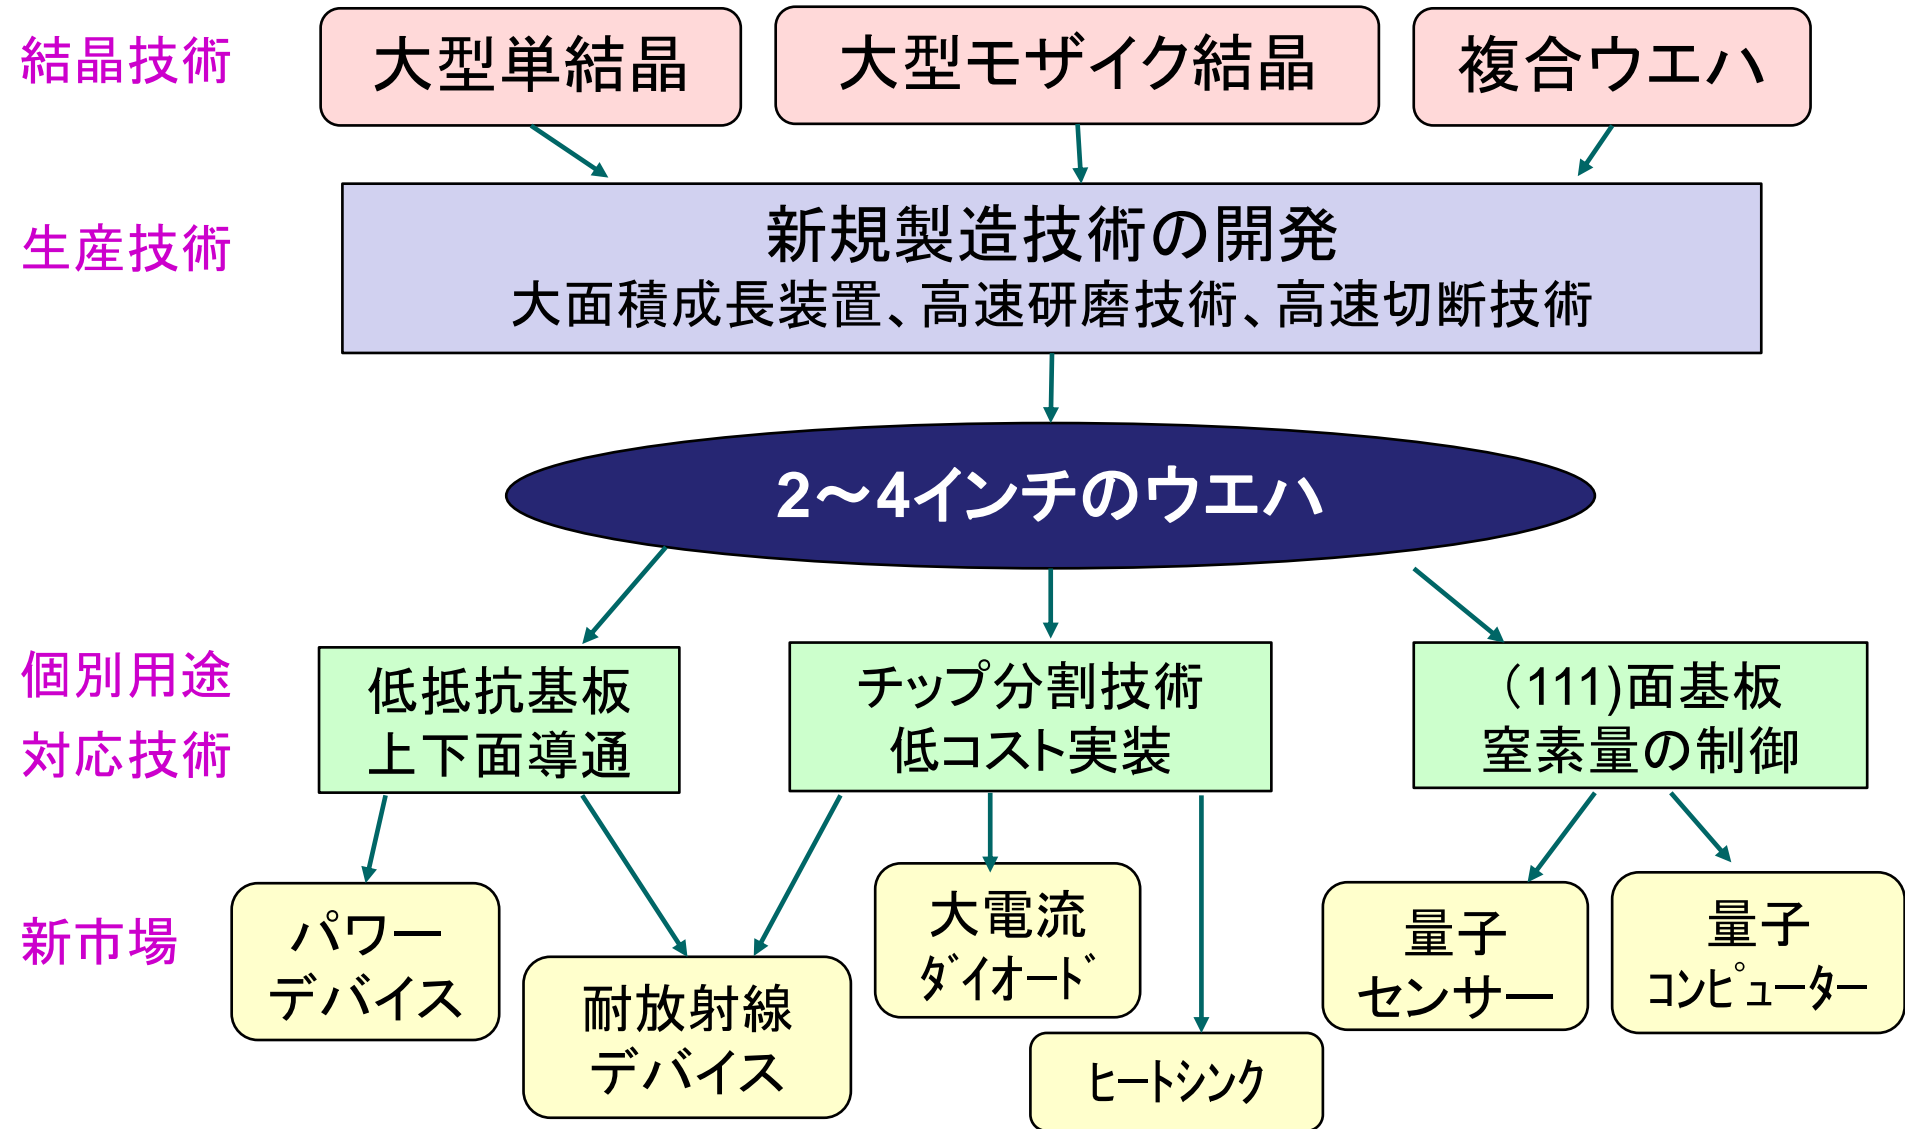 結晶技術
大型単結晶
大型モザイク結晶
複合ウエハ
生産技術
新規製造技術の開発
大面積成長装置、高速研磨技術、高速切断技術
2～4インチのウエハ
個別用途
対応技術
低抵抗基板
上下面導通
チップ分割技術
低コスト実装
（111)面基板
窒素量の制御
新市場
パワー
デバイス
耐放射線
デバイス
大電流
ﾀﾞイオード
ヒートシンク
量子
センサー
量子
コンピューター